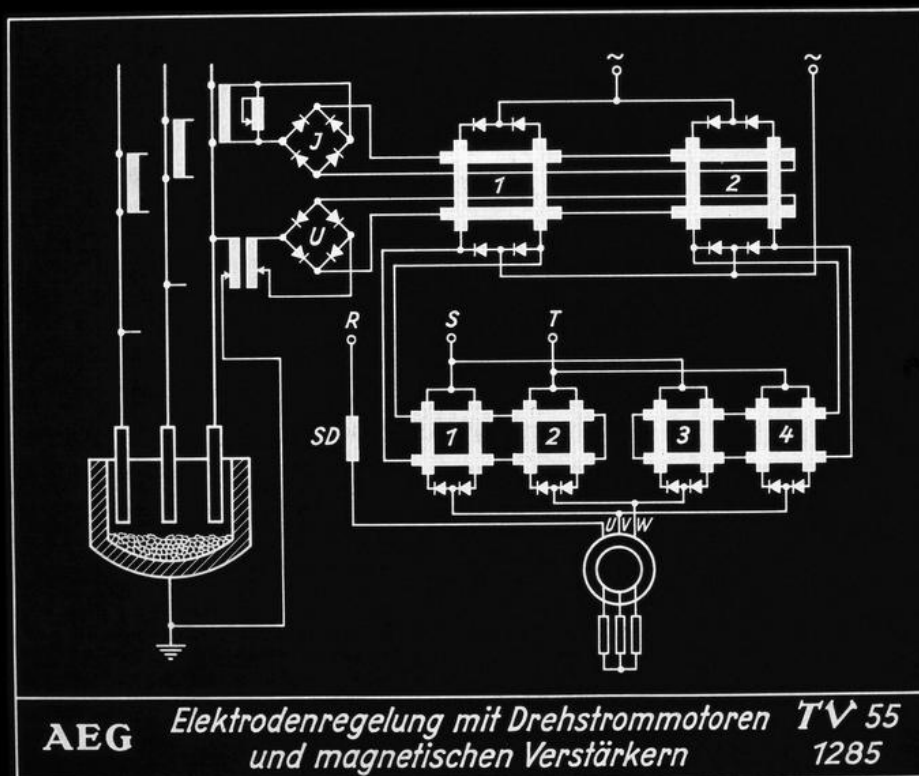 ~ ~
J
1 2
U
R S T
SD 1 2 3 4
U V W
AEG Elektrodenregelung mit Drehstrommotoren TV 55
und magnetischen Verstärkern 1285